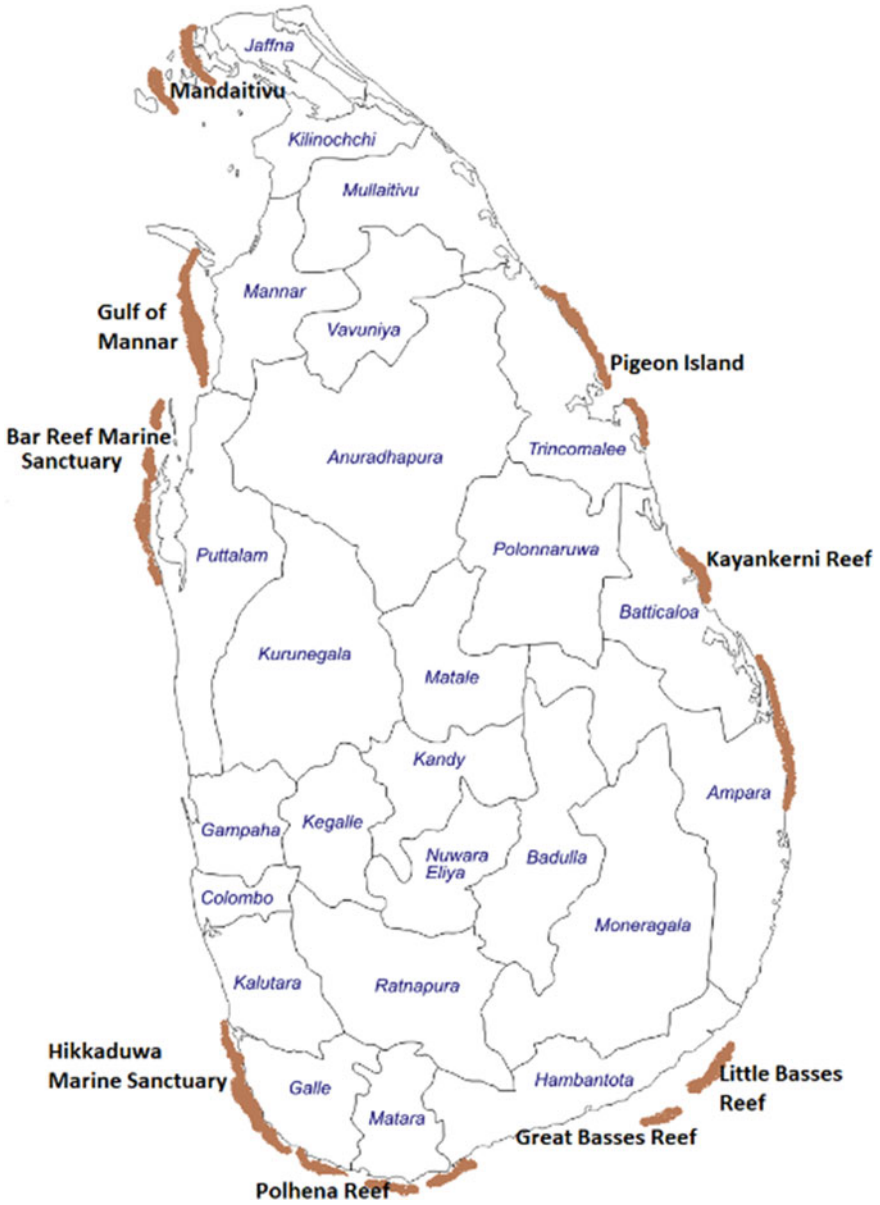 Jaffna
Mandaitivu
Kilinochchi
Mullaitivu
Mannar
Gulf of
Mannar
Vavuniya
Pigeon Island
Bar Reef Marine
Sanctuary
Anuradhapura
Trincomalee
Puttalam
Polonnaruwa
Kayankerni Reef
Batticaloa
Kurunegala
Matale
Kandy
Ampara
Gampaha
Kegalle
Nuwara
Eliya
Badulla
Colombo
Moneragala
Kalutara
Ratnapura
Hikkaduwa
Marine Sanctuary
Galle
Hambantota
Little Basses
Reef
Matara
Great Basses Reef
Polhena Reef